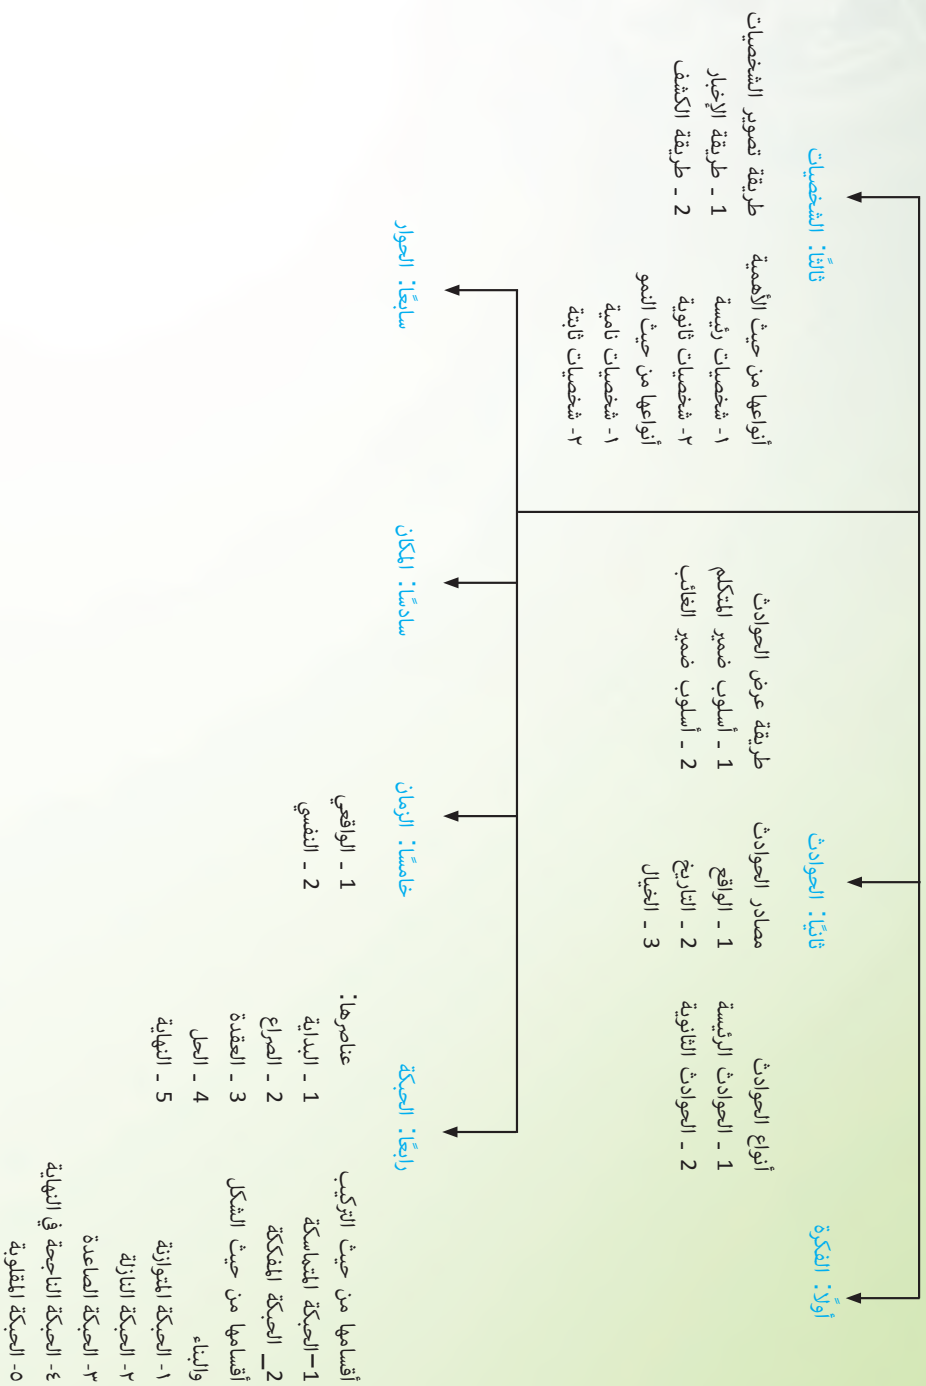 أولًا: الفكرة
ثانيًا: الحوادث
أنواع الحوادث
1 ـ الحوادث الرئيسة
2 ـ الحوادث الثانوية
مصادر الحوادث
1 ـ الواقع
2 ـ التاريخ
3 ـ الخيال
طريقة عرض الحوادث
1 ـ أسلوب ضمير المتكلم
2 ـ أسلوب ضمير الغائب
ثالثًا: الشخصيات
أنواعها من حيث الأهمية
١- شخصيات رئيسة
٢- شخصيات ثانوية
أنواعها من حيث النمو
١- شخصيات نامية
٢- شخصيات ثابتة
طريقة تصوير الشخصيات
1 ـ طريقة الإخبار
2 ـ طريقة الكشف
رابعًا: الحبكة
أقسامها من حيث التركيب
1–الحبكة المتماسكة
2_ الحبكة المفككة
أقسامها من حيث الشكل
والبناء
١- الحبكة المتوازنة
٢- الحبكة النازلة
٣- الحبكة الصاعدة
٤- الحبكة الناجحة في النهاية
٥- الحبكة المقلوبة
عناصرها:
1 ـ البداية
2 ـ الصراع
3 ـ العقدة
4 ـ الحل
5 ـ النهاية
خامسًا: الزمان
1 ـ الواقعي
2 ـ النفسي
سادسًا: المكان
سابعًا: الحوار